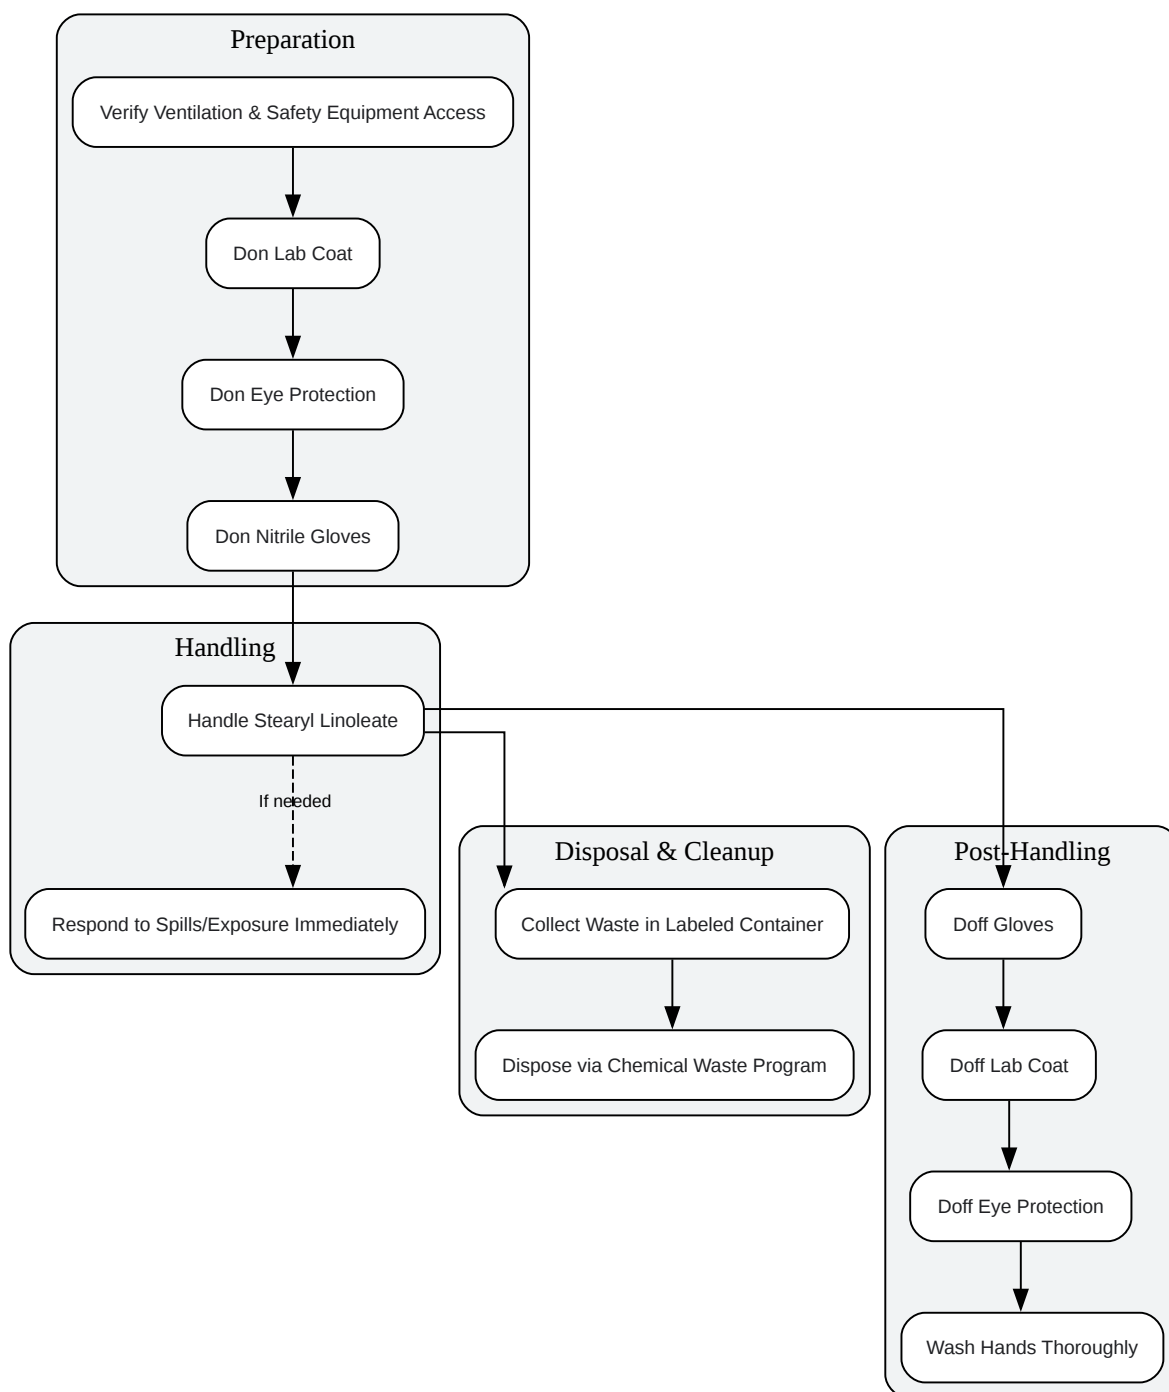 Preparation
Verify Ventilation & Safety Equipment Access
Don Lab Coat
Don Eye Protection
Don Nitrile Gloves
Handling
Handle Stearyl Linoleate
If needed
Respond to Spills/Exposure Immediately
Disposal & Cleanup
Collect Waste in Labeled Container
Dispose via Chemical Waste Program
Post-Handling
Doff Gloves
Doff Lab Coat
Doff Eye Protection
Wash Hands Thoroughly